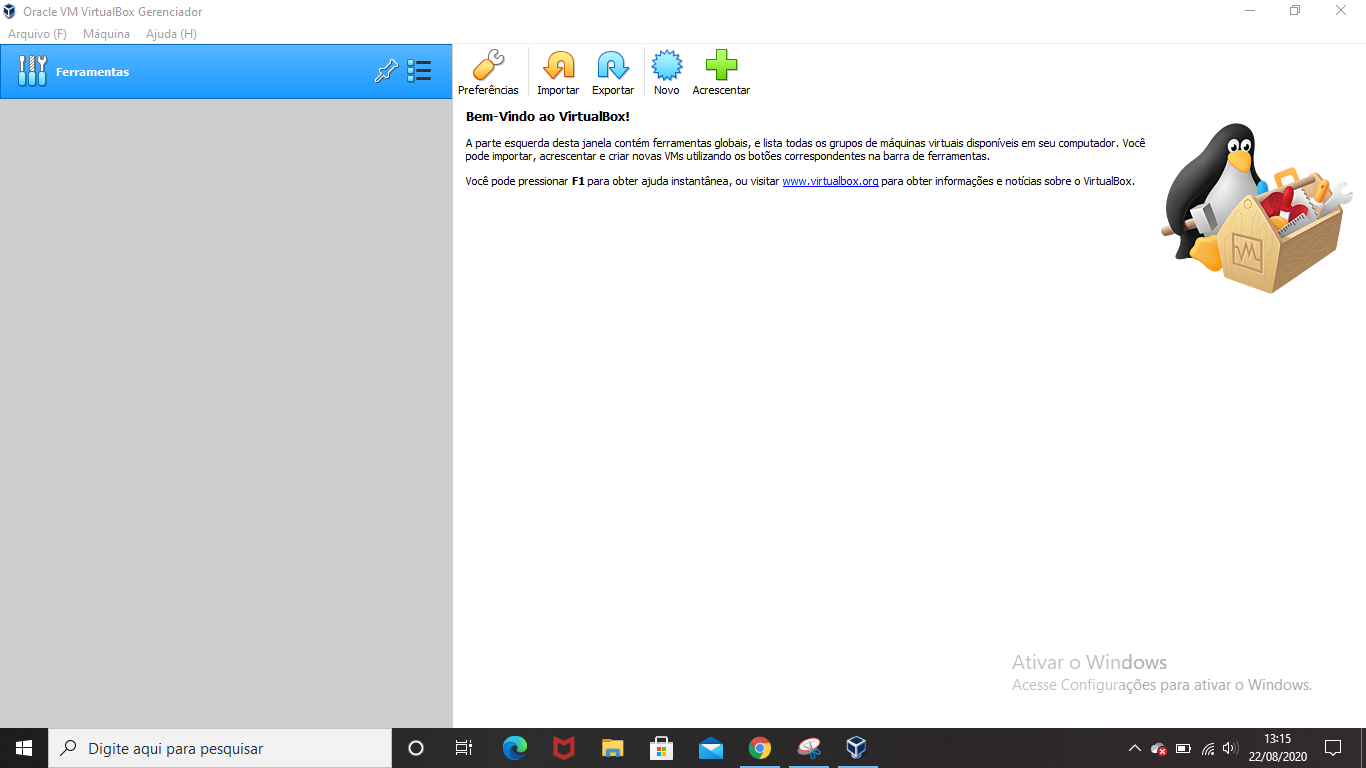 Oracle VM VirtualBox Gerenciador
Arquivo (F) Máquina Ajuda (H)
Ferramentas
Preferências Importar Exportar Novo Acrescentar
Bem-Vindo ao VirtualBox!
A parte esquerda desta janela contém ferramentas globais, e lista todas os grupos de máquinas virtuais disponíveis em seu computador. Você
pode importar, acrescentar e criar novas VMs utilizando os botões correspondentes na barra de ferramentas.
Você pode pressionar F1 para obter ajuda instantânea, ou visitar www.virtualbox.org para obter informações e notícias sobre o VirtualBox.
Ativar o Windows
Acesse Configurações para ativar o Windows.
Digite aqui para pesquisar
13:15
22/08/2020